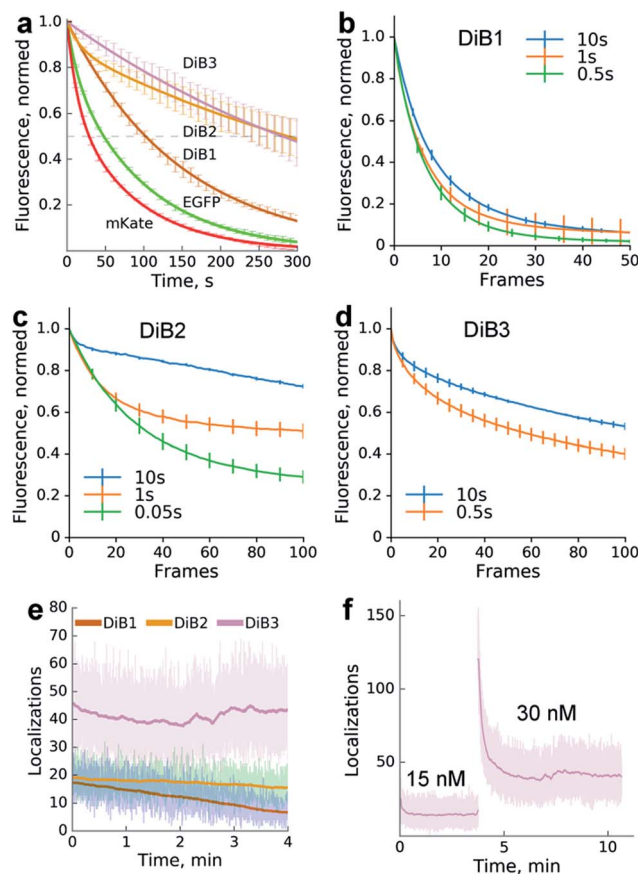 a
Fluorescence, normed
1.0
0.8
0.6
0.4
0.2
DiB3
DiB2
DiB1
EGFP
mKate
0 50 100 150 200 250 300
Time, s
b
DiB1
10s
1s
0.5s
Fluorescence, normed
1.0
0.8
0.6
0.4
0.2
0
0 10 20 30 40 50
Frames
c
DiB2
Fluorescence, normed
1.0
0.8
0.6
0.4
0.2
0
10s
1s
0.05s
0 20 40 60 80 100
Frames
d
DiB3
Fluorescence, normed
1.0
0.8
0.6
0.4
0.2
0
10s
0.5s
0 20 40 60 80 100
Frames
e
DiB1 DiB2 DiB3
Localizations
80
70
60
50
40
30
20
10
0
0 1 2 3 4
Time, min
f
Localizations
150
100
50
15 nM
30 nM
0 5 10
Time, min